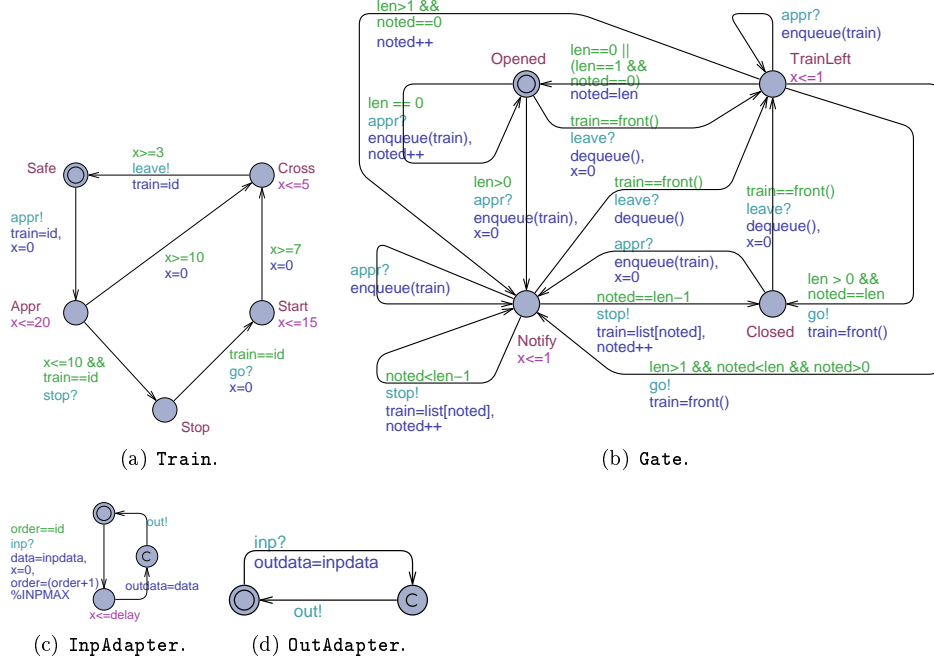 Safe
x>=3
leave!
train=id
Cross
x<=5
appr!
train=id,
x=0
x>=10
x=0
x>=7
x=0
Appr
x<=20
Start
x<=15
x<=10 &&
train==id
stop?
train==id
go?
x=0
Stop
(a) Train.
len>1 &&
noted==0
noted++
Opened
len==0 ||
(len==1 &&
noted==0)
noted=len
appr?
enqueue(train)
TrainLeft
x<=1
len == 0
appr?
enqueue(train),
noted++
train==front()
leave?
dequeue(),
x=0
len>0
appr?
enqueue(train),
x=0
train==front()
leave?
dequeue()
train==front()
leave?
dequeue(),
x=0
appr?
enqueue(train)
appr?
enqueue(train),
x=0
len > 0 &&
noted==len
go!
train=front()
noted==len−1
stop!
train=list[noted],
noted++
Closed
Notify
x<=1
noted<len−1
stop!
train=list[noted],
noted++
len>1 && noted<len && noted>0
go!
train=front()
(b) Gate.
order==id
inp?
data=inpdata,
x=0,
order=(order+1)
%INPMAX
out!
C
outdata=data
x<=delay
(c) InpAdapter.
inp?
outdata=inpdata
C
out!
(d) OutAdapter.